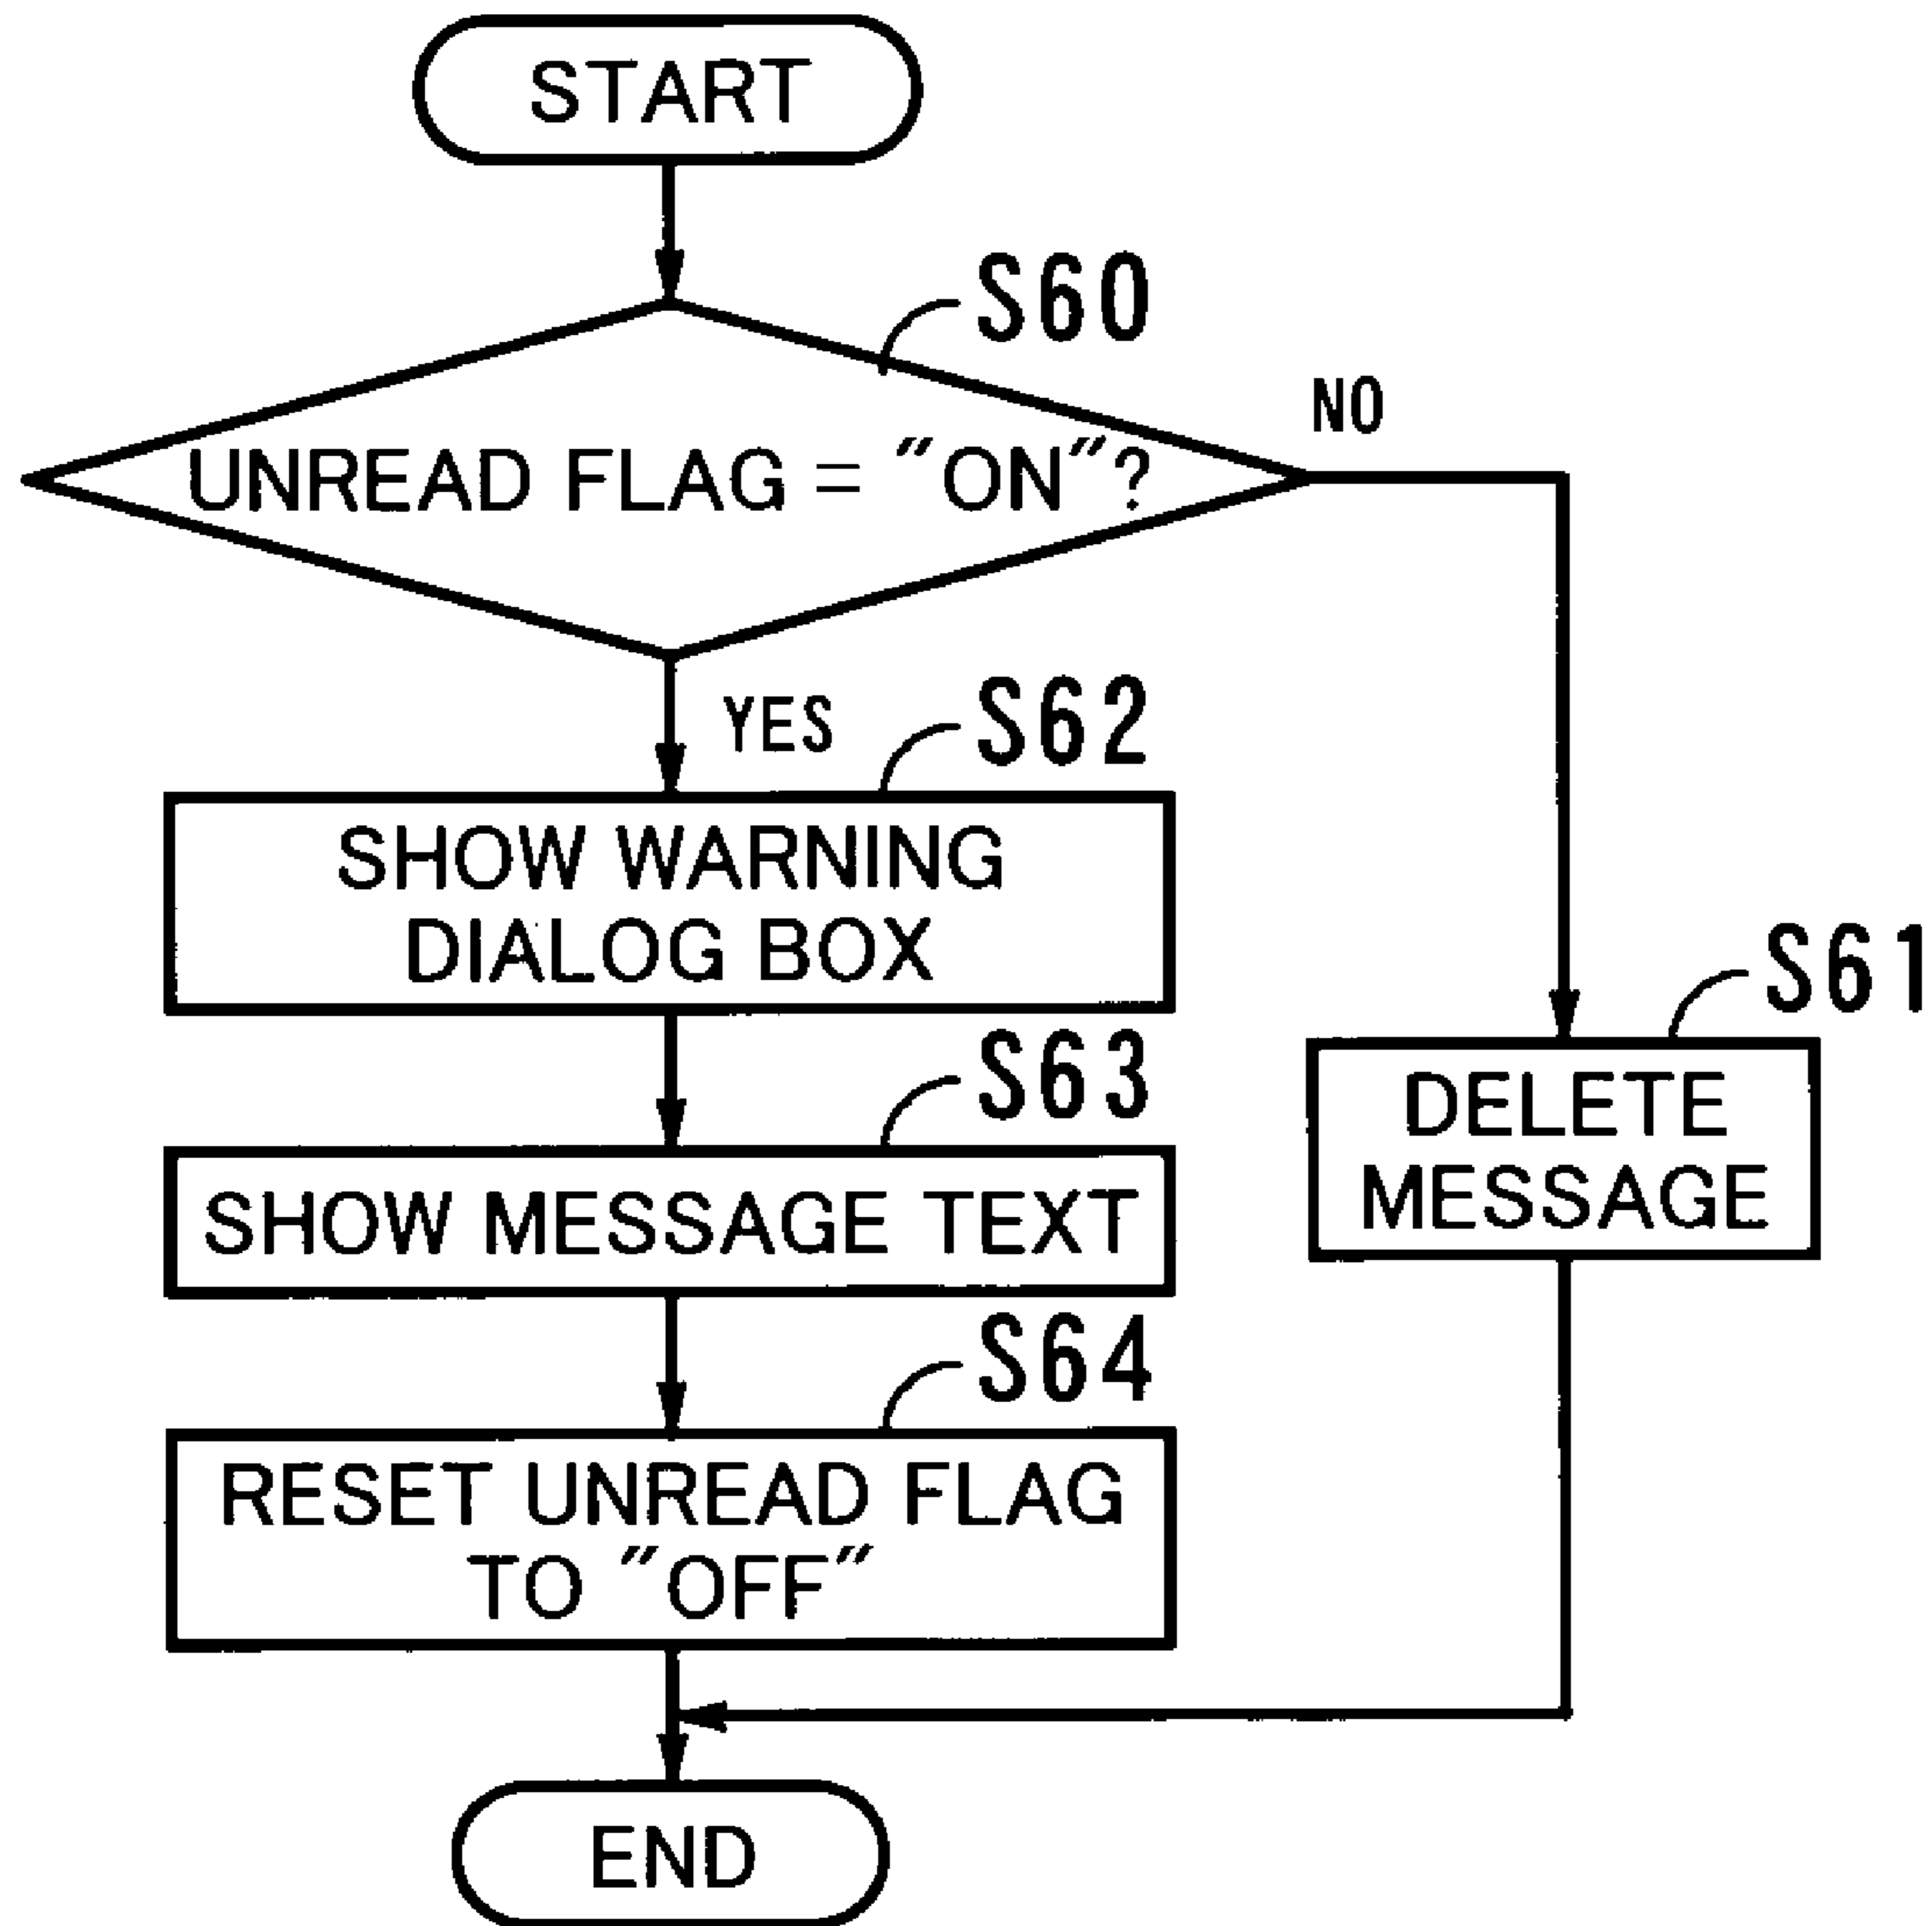 START
S60
NO
UNREAD FLAG = "ON"?
YES
S62
SHOW WARNING
DIALOG BOX
S61
DELETE
MESSAGE
S63
SHOW MESSAGE TEXT
S64
RESET UNREAD FLAG
TO "OFF"
END